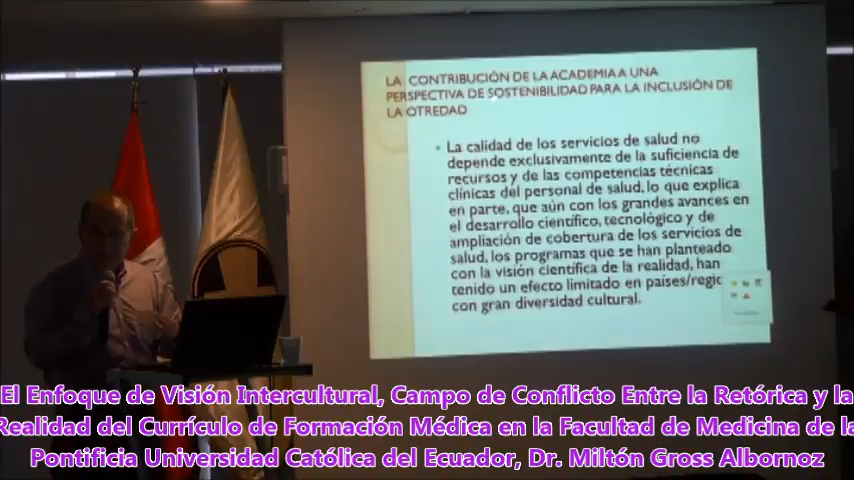 LA CONTRIBUCIÓN DE LA ACADEMIA A UNA
PERSPECTIVA DE SOSTENIBILIDAD PARA LA INCLUSIÓN DE
LA OTREDAD
• La calidad de los servicios de salud no
depende exclusivamente de la suficiencia de
recursos y de las competencias técnicas
clínicas del personal de salud, lo que explica
en parte, que aún con los grandes avances en
el desarrollo científico, tecnológico y de
ampliación de cobertura de los servicios de
salud, los programas que se han planteado
con la visión científica de la realidad, han
tenido un efecto limitado en países/regio
con gran diversidad cultural.
El Enfoque de Visión Intercultural, Campo de Conflicto Entre la Retórica y la
Realidad del Currículo de Formación Médica en la Facultad de Medicina de la
Pontificia Universidad Católica del Ecuador, Dr. Miltón Gross Albornoz